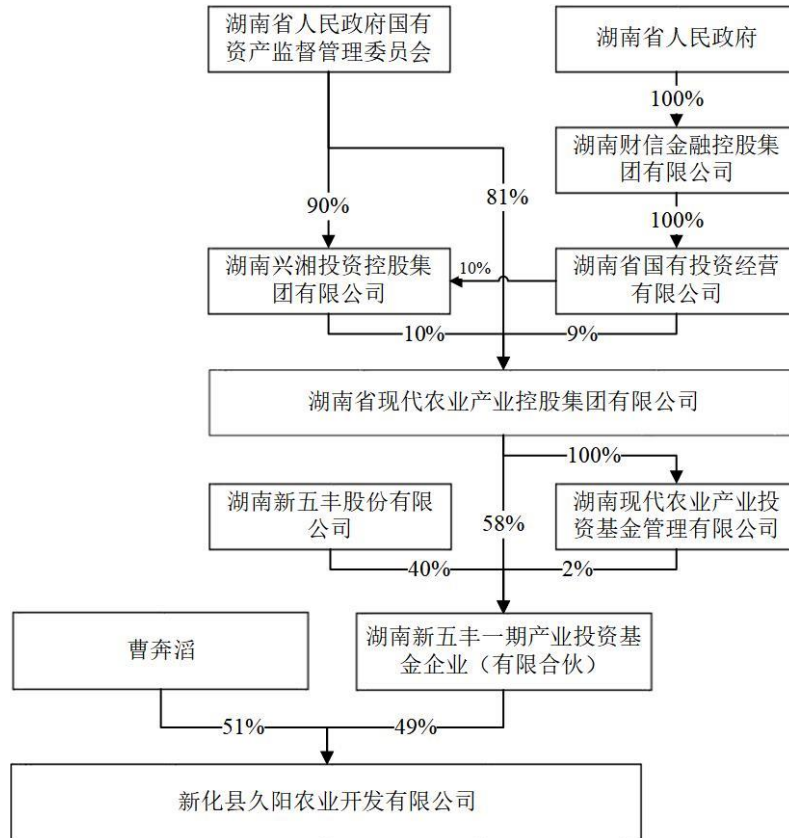 湖南省人民政府国有
资产监督管理委员会
湖南省人民政府
100%
湖南财信金融控股集
团有限公司
90%
81%
100%
湖南兴湘投资控股集
团有限公司
10%
湖南省国有投资经营
有限公司
10%
9%
湖南省现代农业产业控股集团有限公司
100%
湖南新五丰股份有限
公司
58%
湖南现代农业产业投
资基金管理有限公司
40%
2%
曹奔滔
湖南新五丰一期产业投资基
金企业（有限合伙）
51%
49%
新化县久阳农业开发有限公司